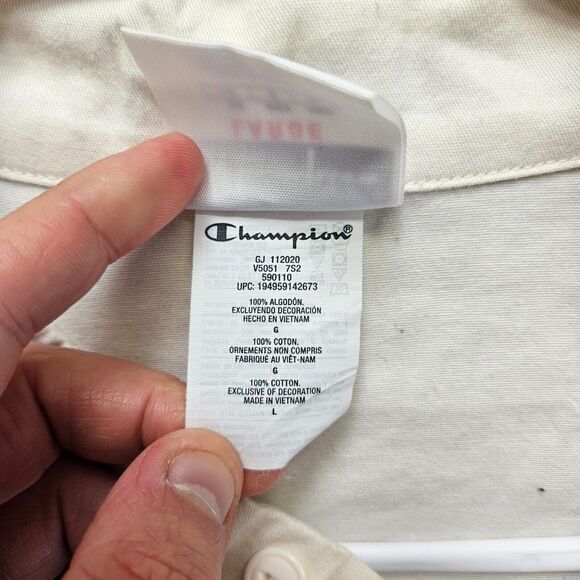 LARGE
Champion®
GJ 112020
V5051 7S2
590110
UPC: 194959142673
100% ALGODÓN.
EXCLUYENDO DECORACIÓN
HECHO EN VIETNAM
G
100% COTON.
ORNEMENTS NON COMPRIS
FABRIQUÉ AU VIÊT-NAM
G
100% COTTON.
EXCLUSIVE OF DECORATION
MADE IN VIETNAM
L